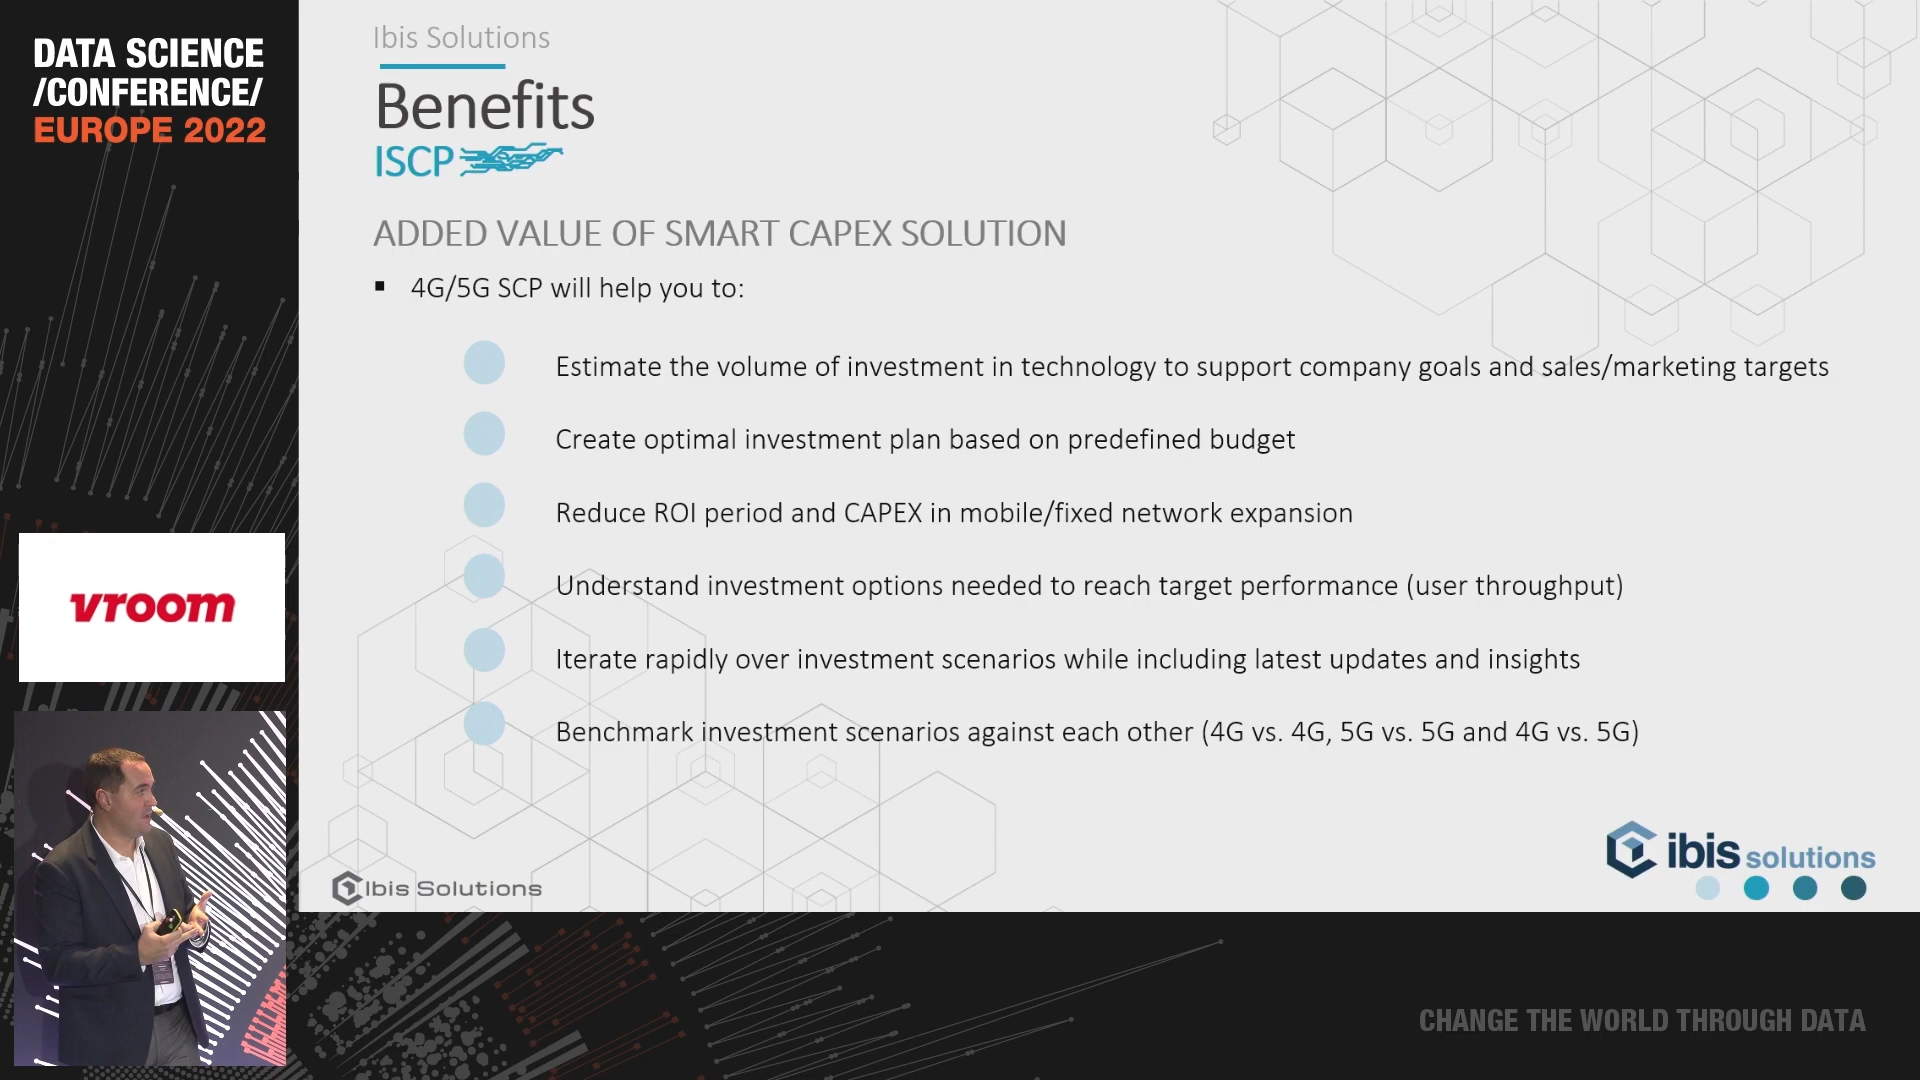 DATA SCIENCE
/CONFERENCE/
EUROPE 2022
Ibis Solutions
Benefits
ISCP
ADDED VALUE OF SMART CAPEX SOLUTION
▪ 4G/5G SCP will help you to:
Estimate the volume of investment in technology to support company goals and sales/marketing targets
Create optimal investment plan based on predefined budget
Reduce ROI period and CAPEX in mobile/fixed network expansion
Understand investment options needed to reach target performance (user throughput)
Iterate rapidly over investment scenarios while including latest updates and insights
Benchmark investment scenarios against each other (4G vs. 4G, 5G vs. 5G and 4G vs. 5G)
vroom
Ibis Solutions
ibis solutions
CHANGE THE WORLD THROUGH DATA